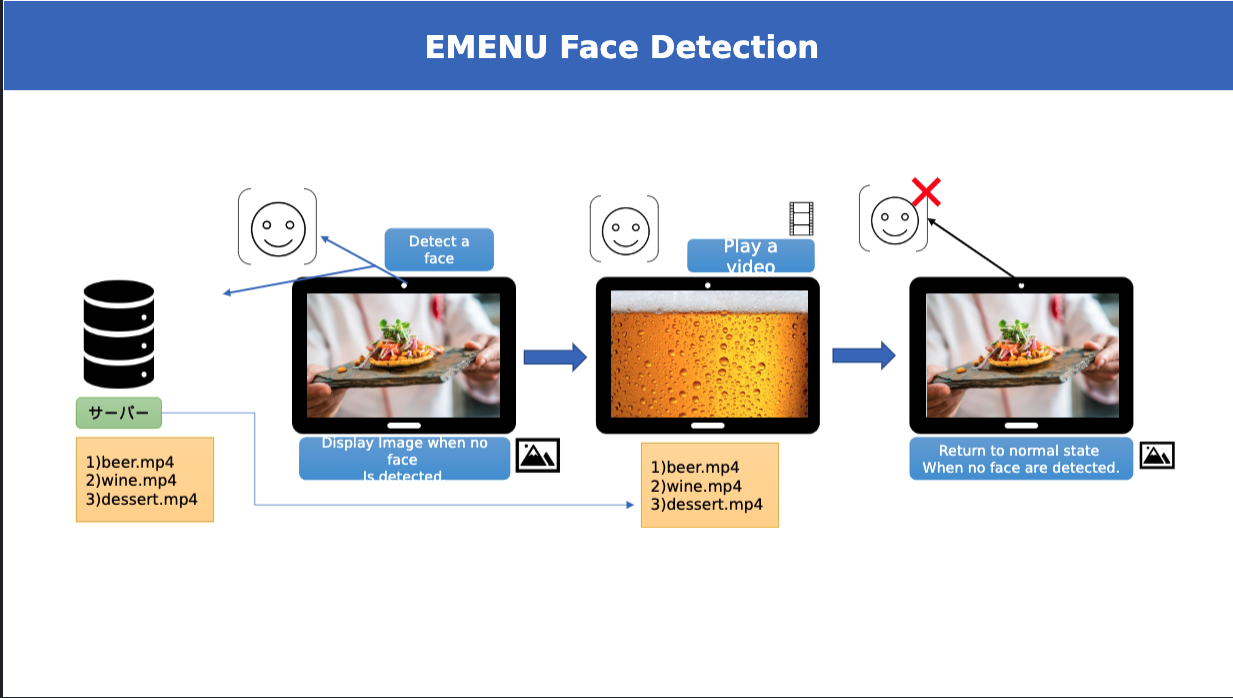 EMENU Face Detection
Detect a
face
Play a
video
サーバー
1)beer.mp4
2)wine.mp4
3)dessert.mp4
Display Image when no
face
Is detected
1)beer.mp4
2)wine.mp4
3)dessert.mp4
Return to normal state
When no face are detected.